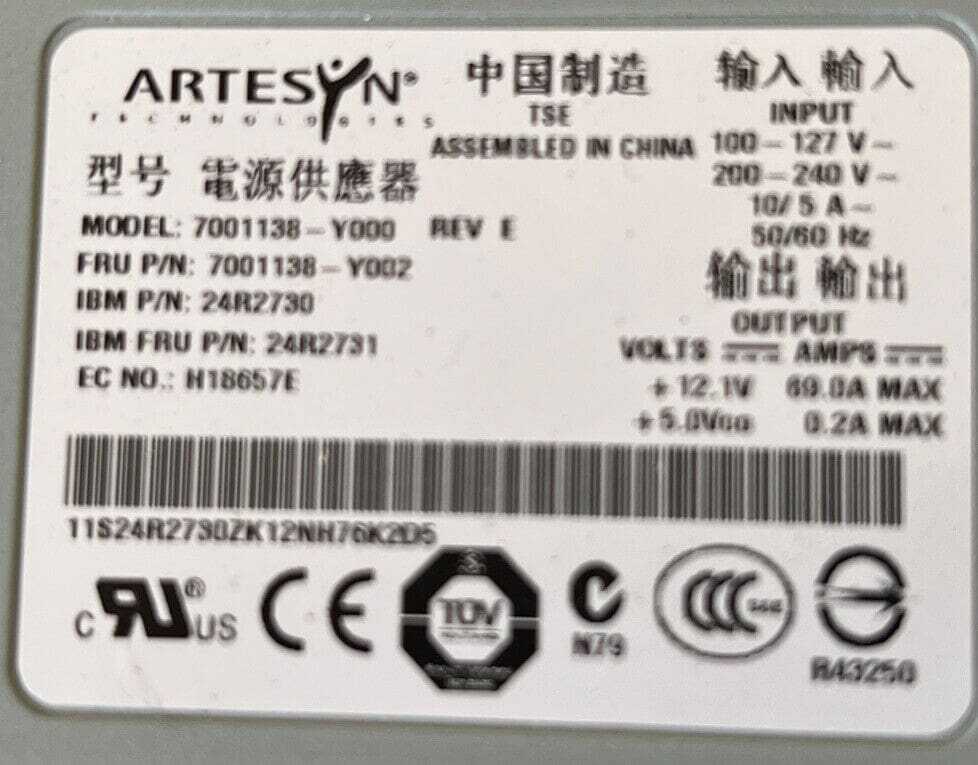 ARTESYN®
TECHNOLOGIES
中国制造
TSE
ASSEMBLED IN CHINA
型号 電源供應器
MODEL: 7001138-Y000 REV E
FRU P/N: 7001138-Y002
IBM P/N: 24R2730
IBM FRU P/N: 24R2731
EC NO.: H18657E
输入 輸入
INPUT
100-127 V~
200-240 V~
10/ 5 A~
50/60 Hz
输出 輸出
OUTPUT
VOLTS ⎓ AMPS ⎓
+12.1V 69.0A MAX
+5.0V 0.2A MAX
11S24R2730ZK12NH76K2D5
C RU® US
CE
TÜV
N79
CCC S&E
R43250